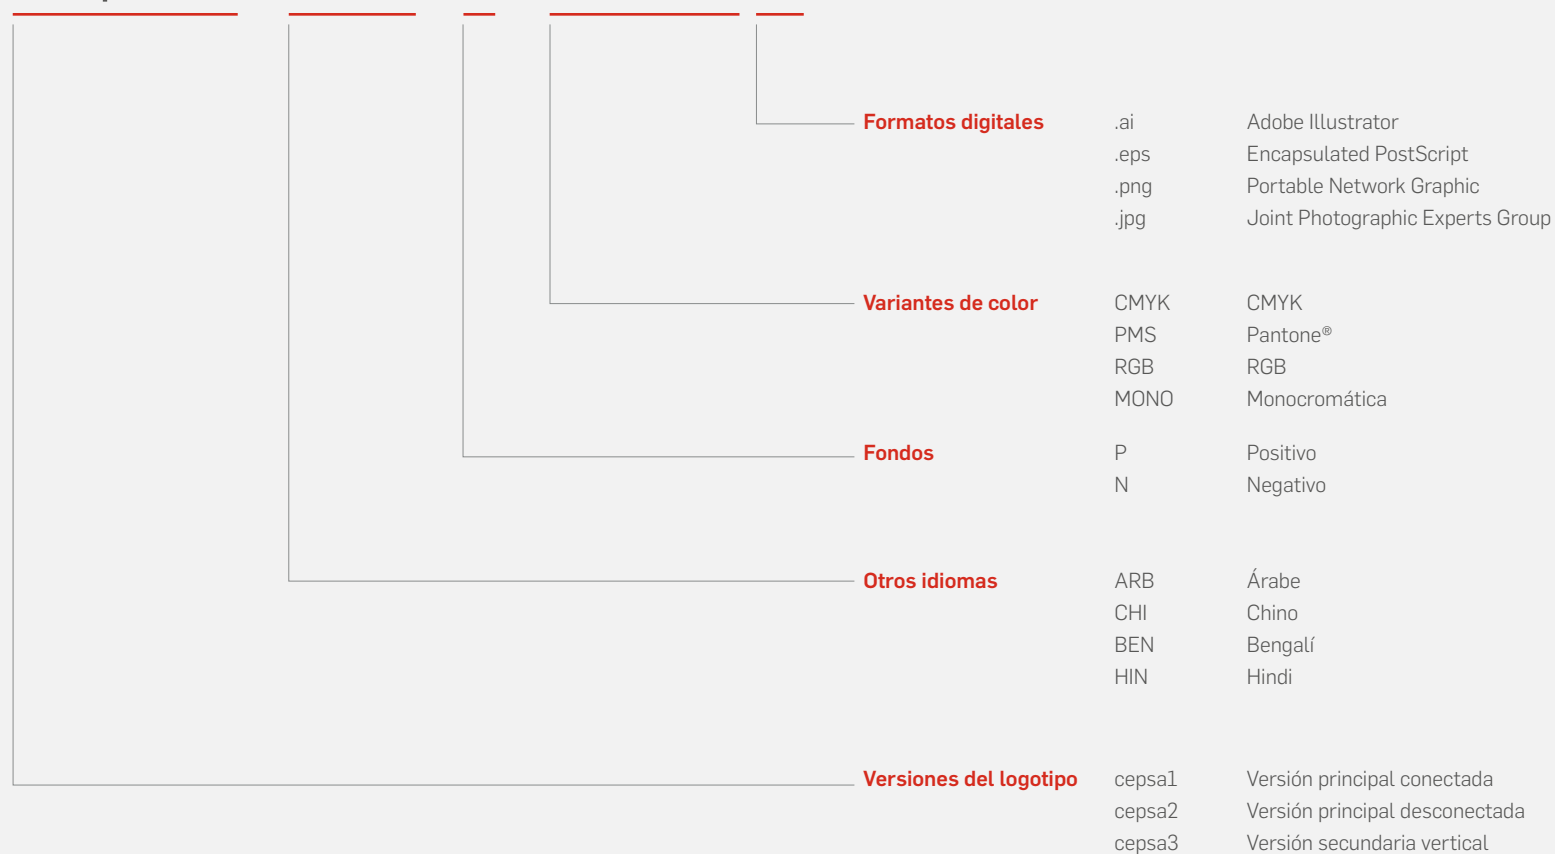 Formatos digitales .ai Adobe Illustrator
.eps Encapsulated PostScript
.png Portable Network Graphic
.jpg Joint Photographic Experts Group
Variantes de color CMYK CMYK
PMS Pantone®
RGB RGB
MONO Monocromática
Fondos P Positivo
N Negativo
Otros idiomas ARB Árabe
CHI Chino
BEN Bengalí
HIN Hindi
Versiones del logotipo cepsa1 Versión principal conectada
cepsa2 Versión principal desconectada
cepsa3 Versión secundaria vertical